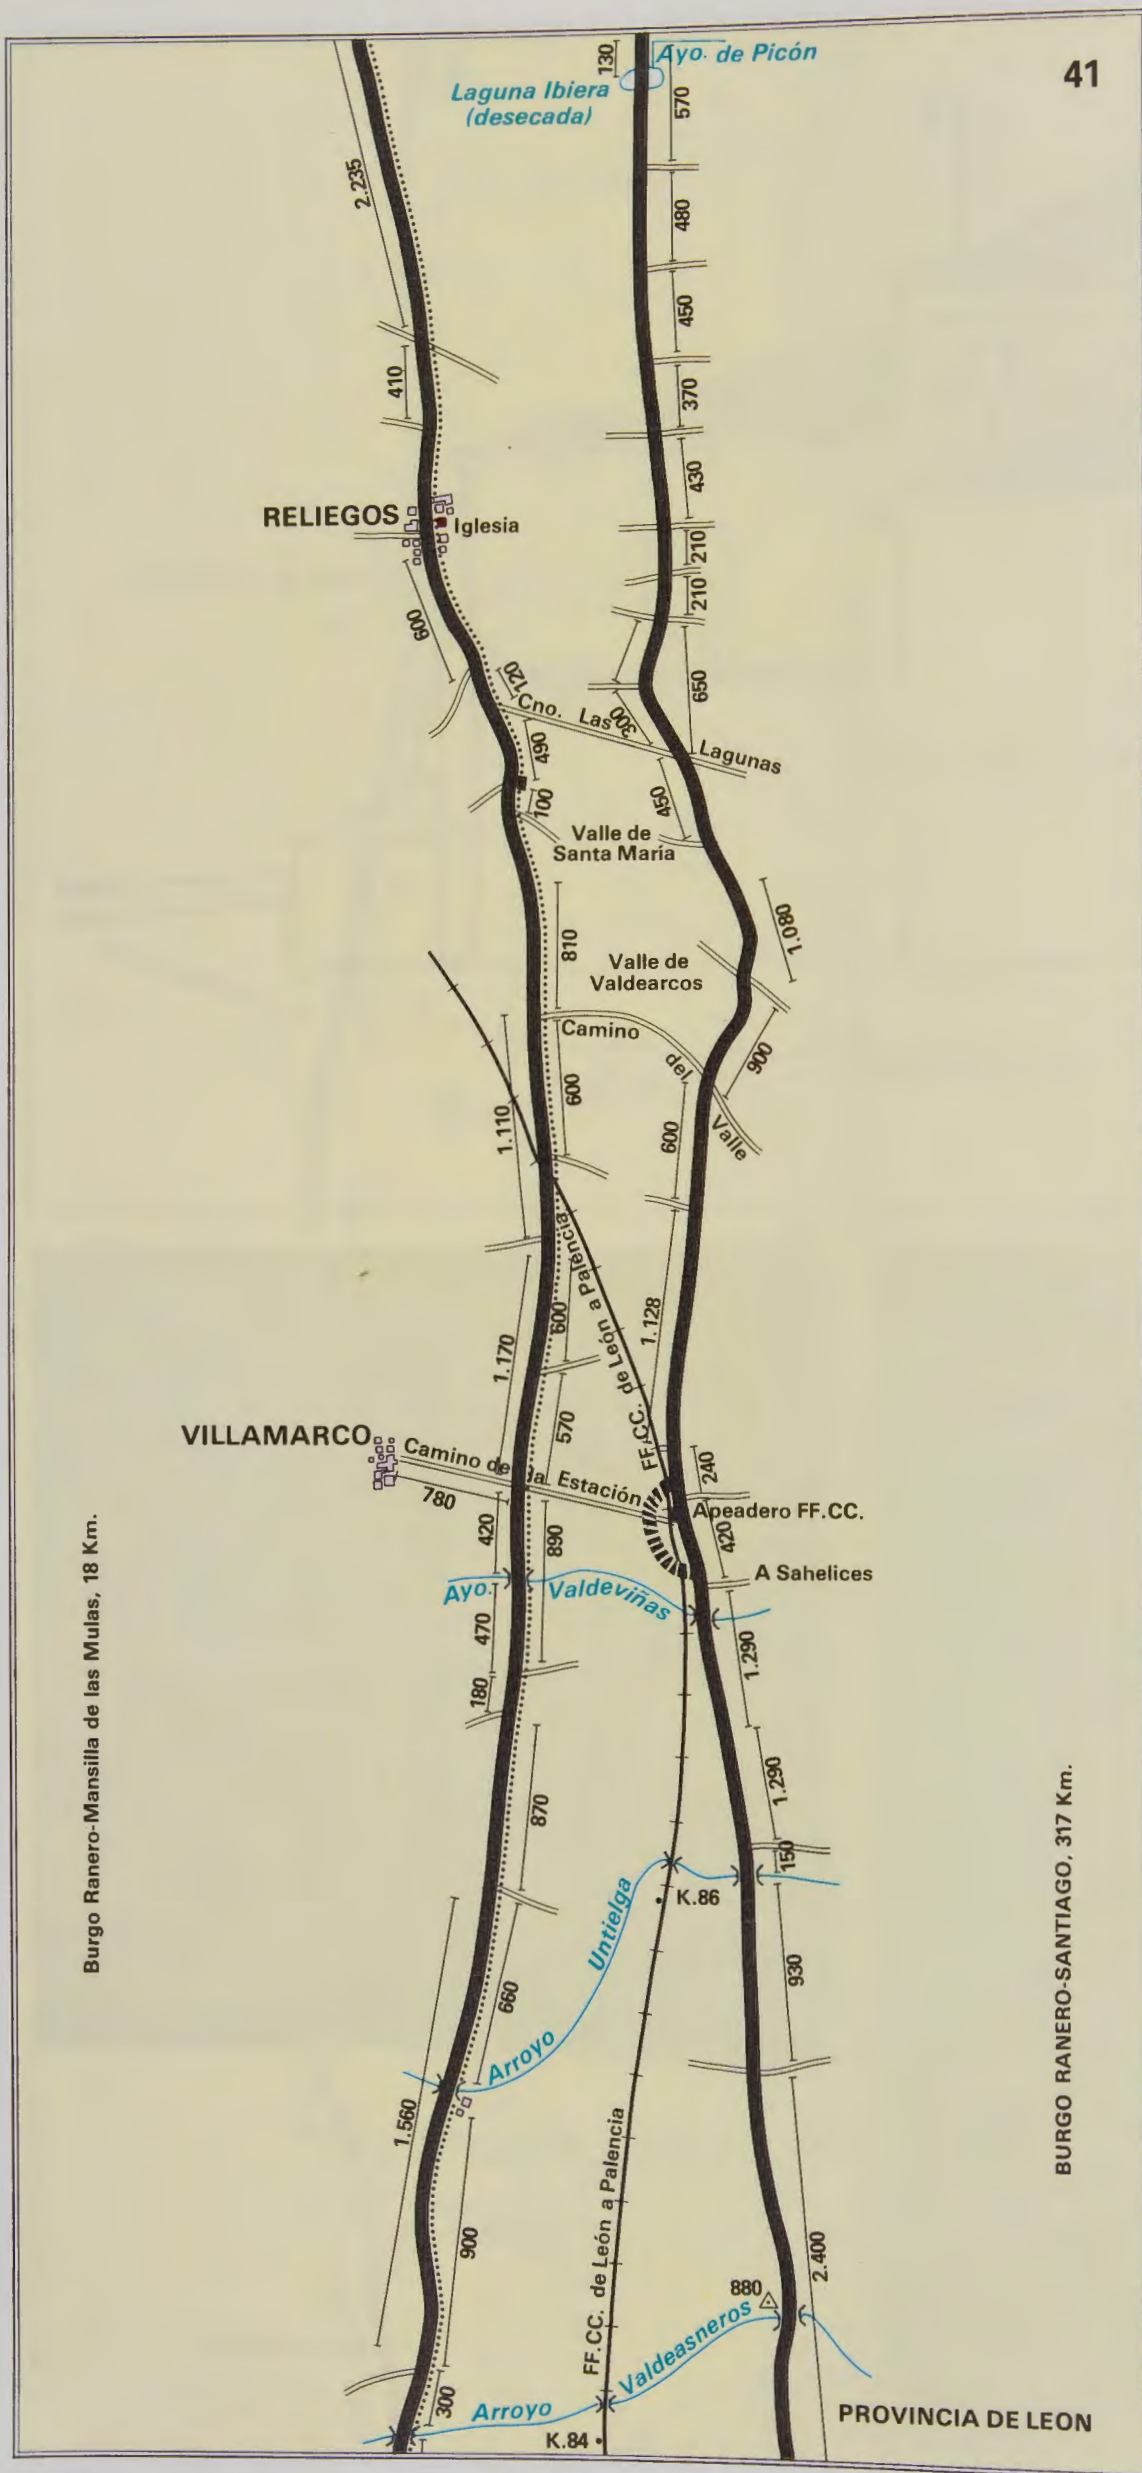 41
130
Ayo. de Picón
Laguna Ibiera
(desecada)
570
2.235
480
450
410
370
430
RELIEGOS
Iglesia
210
210
600
120
650
Cno. Las Lagunas
300
490
100
450
Valle de
Santa María
810
1.080
Valle de
Valdearcos
Camino del Valle
900
600
1.110
600
FF.CC. de León a Palencia
600
1.128
1.170
570
VILLAMARCO
Camino de la Estación
780
240
420
Apeadero FF.CC.
420
890
A Sahelices
Ayo. Valdeviñas
470
1.290
180
1.290
870
150
K.86
Arroyo Untielga
660
930
1.560
900
FF.CC. de León a Palencia
2.400
880
Arroyo Valdeasneros
300
K.84
PROVINCIA DE LEON
Burgo Ranero-Mansilla de las Mulas, 18 Km.
BURGO RANERO-SANTIAGO, 317 Km.